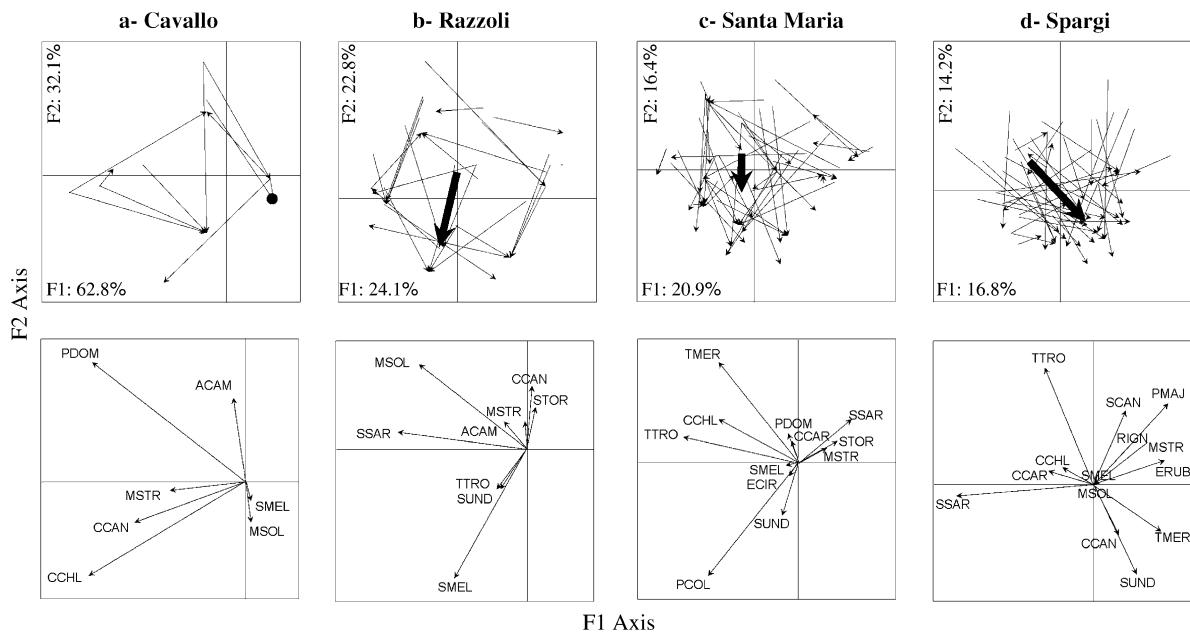 a- Cavallo
b- Razzoli
c- Santa Maria
d- Spargi
F2: 32.1%
F1: 62.8%
F2: 22.8%
F1: 24.1%
F2: 16.4%
F1: 20.9%
F2: 14.2%
F1: 16.8%
F2 Axis
PDOM
ACAM
MSTR
CCAN
CCHL
SMEL
MSOL
MSOL
CCAN
STOR
MSTR
ACAM
SSAR
TTRO
SUND
SMEL
TMER
CCHL
TTRO
PDOM
CCAR
SSAR
STOR
MSTR
SMEL
ECIR
SUND
PCOL
TTRO
SCAN
PMAJ
RIGN
MSTR
CCHL
CCAR
SMEL
ERUB
MSOL
SSAR
CCAN
TMER
SUND
F1 Axis